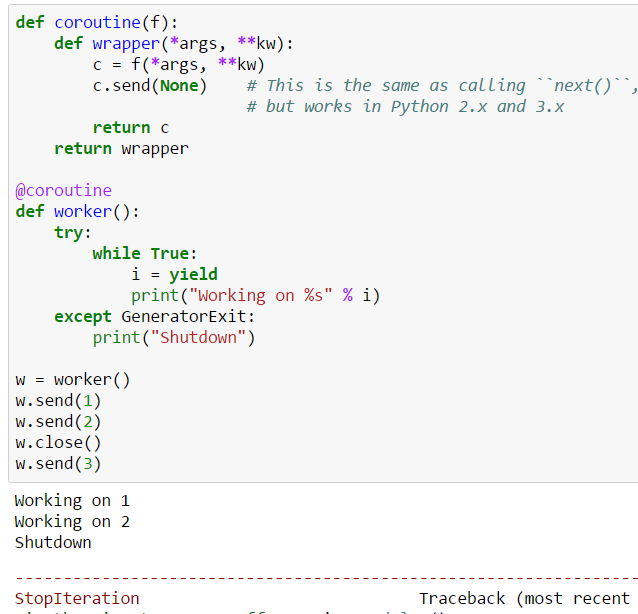 def coroutine(f):
    def wrapper(*args, **kw):
        c = f(*args, **kw)
        c.send(None)    # This is the same as calling ``next()``,
                        # but works in Python 2.x and 3.x
        return c
    return wrapper

@coroutine
def worker():
    try:
        while True:
            i = yield
            print("Working on %s" % i)
    except GeneratorExit:
        print("Shutdown")

w = worker()
w.send(1)
w.send(2)
w.close()
w.send(3)
Working on 1
Working on 2
Shutdown
---------------------------------------------------------------------------
StopIteration                             Traceback (most recent